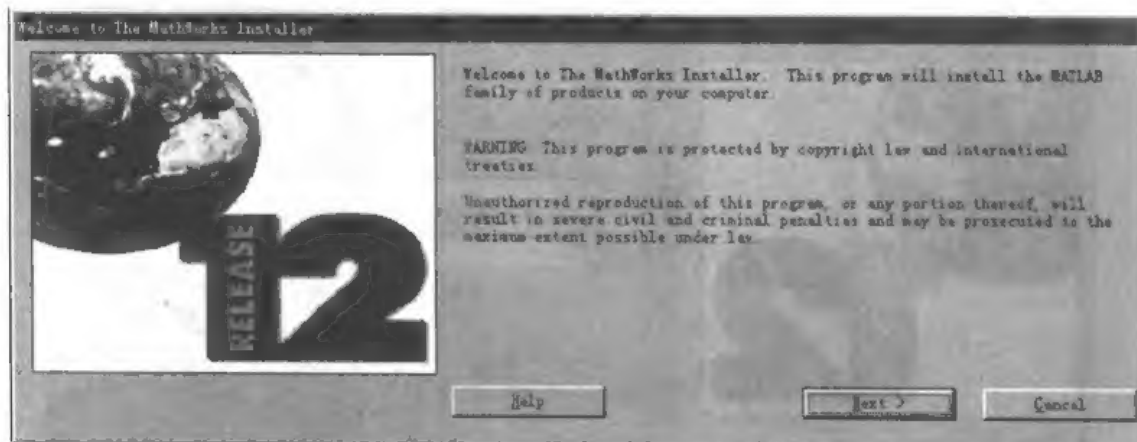 Welcome to The MathWorks Installer
Welcome to The MathWorks Installer. This program will install the MATLAB
family of products on your computer.
WARNING: This program is protected by copyright law and international
treaties.
Unauthorized reproduction of this program, or any portion thereof, will
result in severe civil and criminal penalties and may be prosecuted to the
maximum extent possible under law.
RELEASE
12
Help
Next >
Cancel